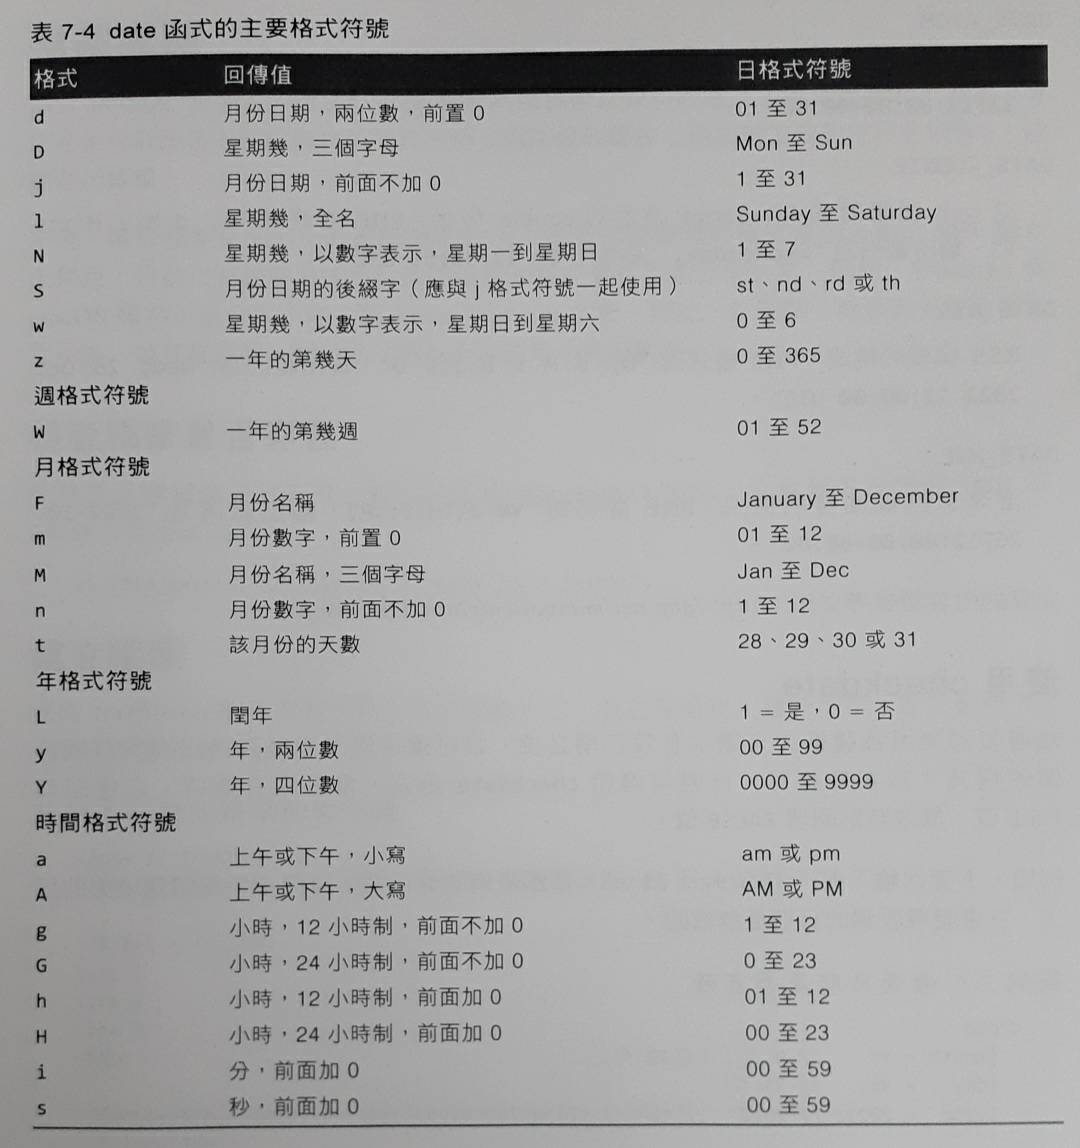 表 7-4 date 函式的主要格式符號
格式 回傳值 日格式符號
d 月份日期，兩位數，前置 0 01 至 31
D 星期幾，三個字母 Mon 至 Sun
j 月份日期，前面不加 0 1 至 31
l 星期幾，全名 Sunday 至 Saturday
N 星期幾，以數字表示，星期一到星期日 1 至 7
S 月份日期的後綴字（應與 j 格式符號一起使用） st、nd、rd 或 th
w 星期幾，以數字表示，星期日到星期六 0 至 6
z 一年的第幾天 0 至 365
週格式符號
W 一年的第幾週 01 至 52
月格式符號
F 月份名稱 January 至 December
m 月份數字，前置 0 01 至 12
M 月份名稱，三個字母 Jan 至 Dec
n 月份數字，前面不加 0 1 至 12
t 該月份的天數 28、29、30 或 31
年格式符號
L 閏年 1 = 是，0 = 否
y 年，兩位數 00 至 99
Y 年，四位數 0000 至 9999
時間格式符號
a 上午或下午，小寫 am 或 pm
A 上午或下午，大寫 AM 或 PM
g 小時，12 小時制，前面不加 0 1 至 12
G 小時，24 小時制，前面不加 0 0 至 23
h 小時，12 小時制，前面加 0 01 至 12
H 小時，24 小時制，前面加 0 00 至 23
i 分，前面加 0 00 至 59
s 秒，前面加 0 00 至 59